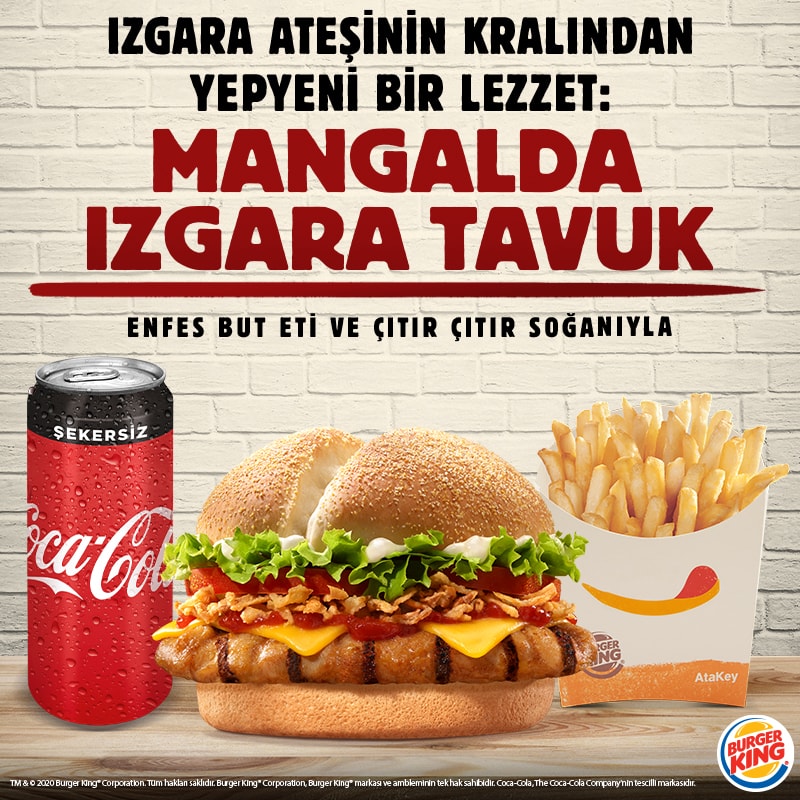 IZGARA ATEŞİNİN KRALINDAN
YEPYENİ BİR LEZZET:
MANGALDA
IZGARA TAVUK
ENFES BUT ETİ VE ÇITIR ÇITIR SOĞANIYLA
ŞEKERSİZ
Coca-Cola
BURGER
KING
AtaKey
BURGER
KING
TM & © 2020 Burger King® Corporation. Tüm hakları saklıdır. Burger King® Corporation, Burger King® markası ve ambleminin tek hak sahibidir. Coca-Cola, The Coca-Cola Company'nin tescilli markasıdır.